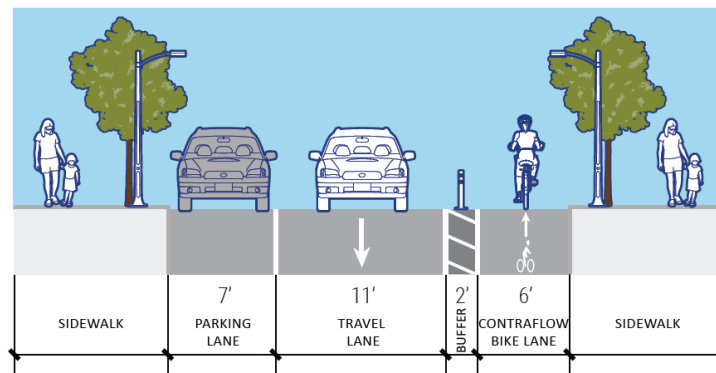 7’
11’
2’
6’
SIDEWALK
PARKING
LANE
TRAVEL
LANE
BUFFER
CONTRAFLOW
BIKE LANE
SIDEWALK